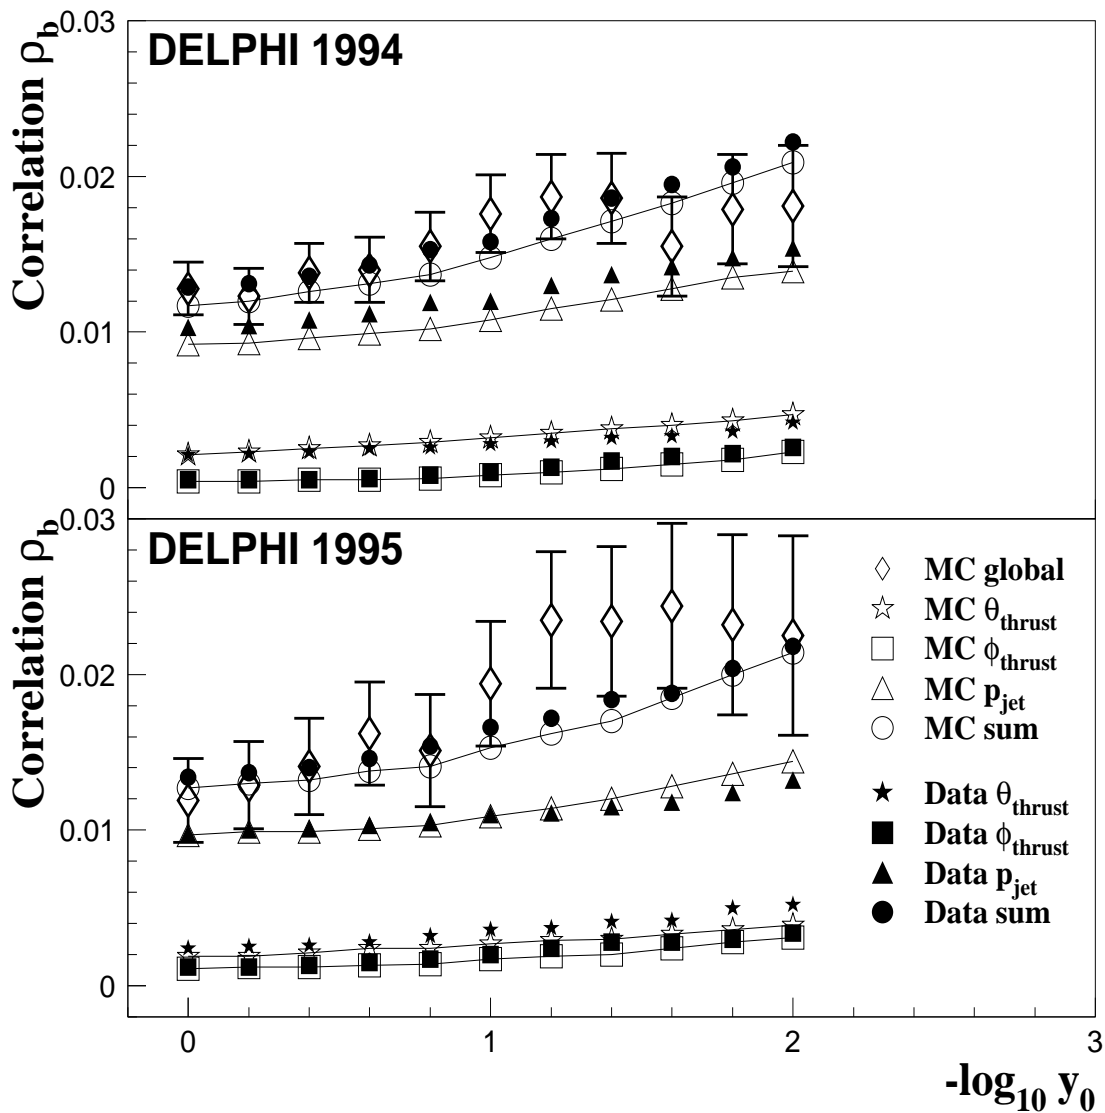 DELPHI 1994
Correlation ρb
0.03
0.02
0.01
0
DELPHI 1995
Correlation ρb
0.03
0.02
0.01
0
MC global
MC θthrust
MC ϕthrust
MC pjet
MC sum
Data θthrust
Data ϕthrust
Data pjet
Data sum
0 1 2 3
-log10 y0